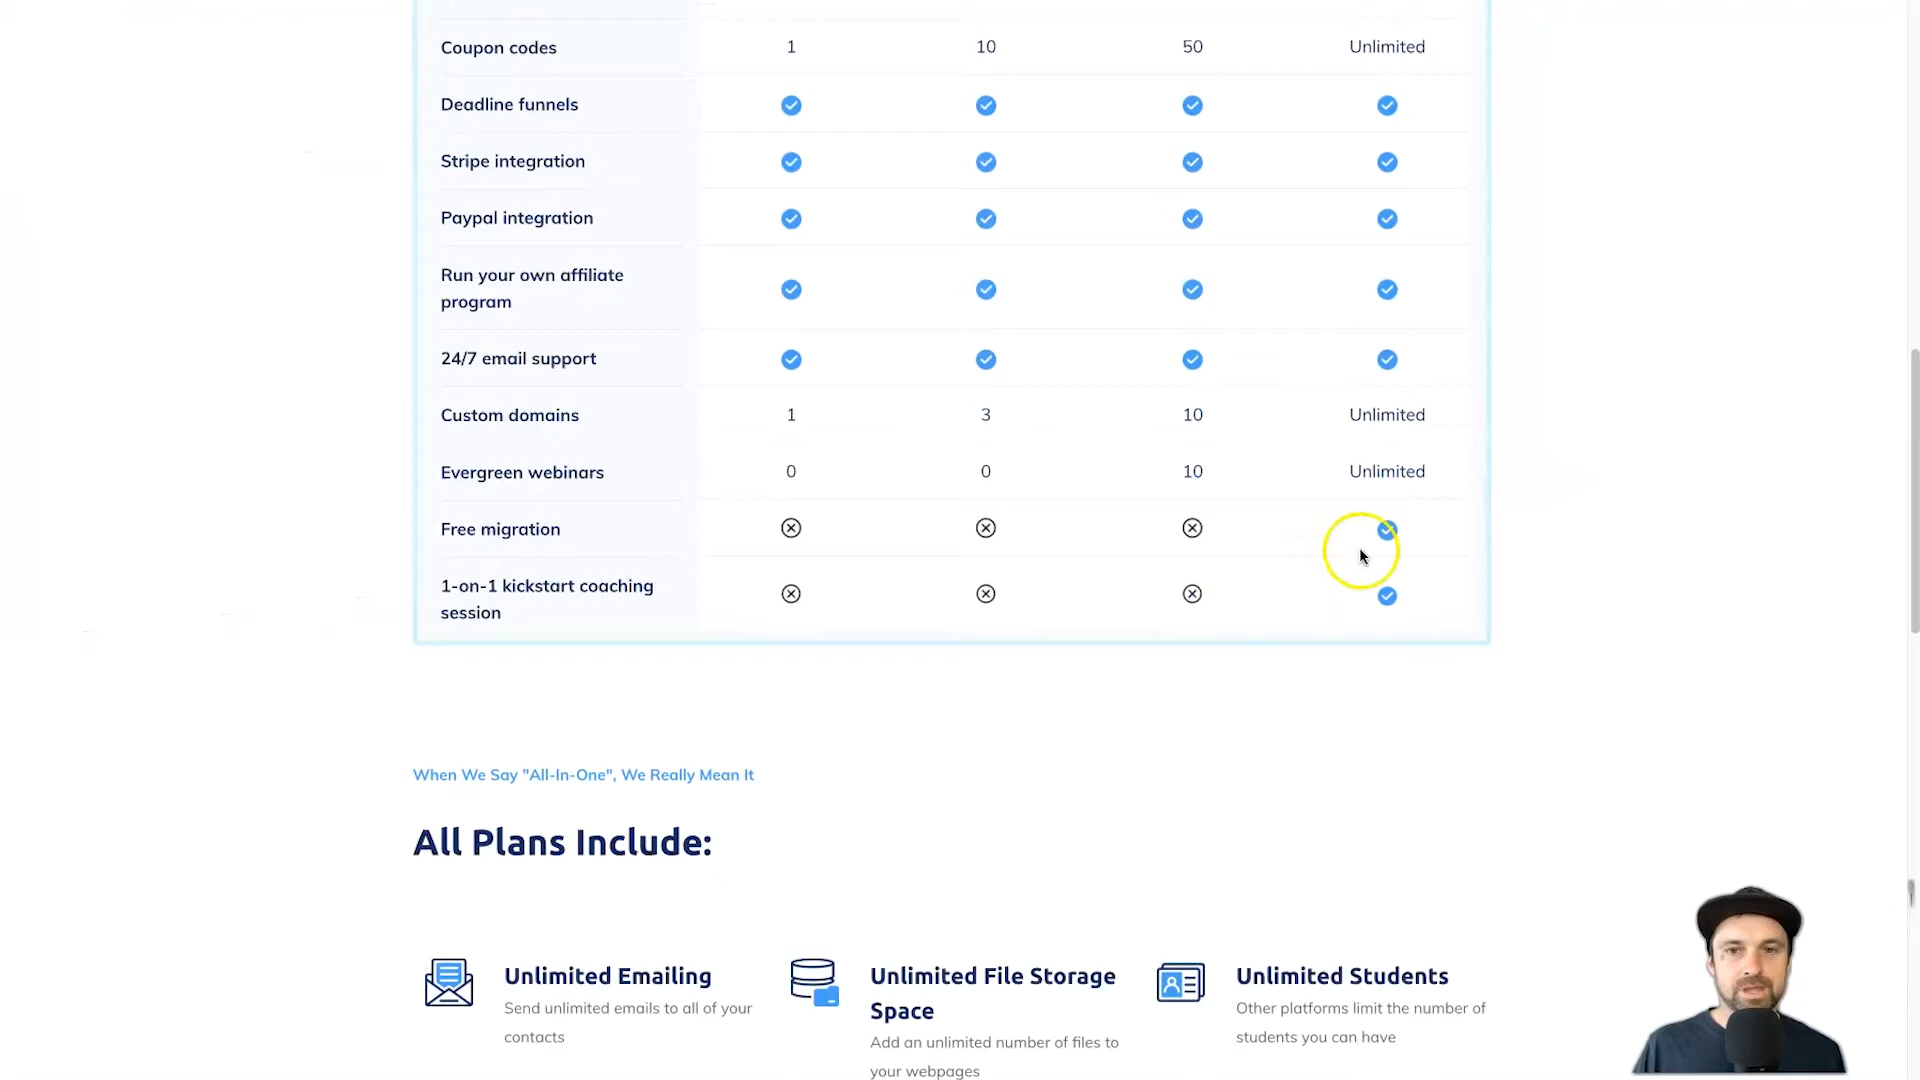 Coupon codes 1 10 50 Unlimited
Deadline funnels
Stripe integration
Paypal integration
Run your own affiliate
program
24/7 email support
Custom domains 1 3 10 Unlimited
Evergreen webinars 0 0 10 Unlimited
Free migration
1-on-1 kickstart coaching
session
When We Say "All-In-One", We Really Mean It
All Plans Include:
Unlimited Emailing
Send unlimited emails to all of your
contacts
Unlimited File Storage
Space
Add an unlimited number of files to
your webpages
Unlimited Students
Other platforms limit the number of
students you can have